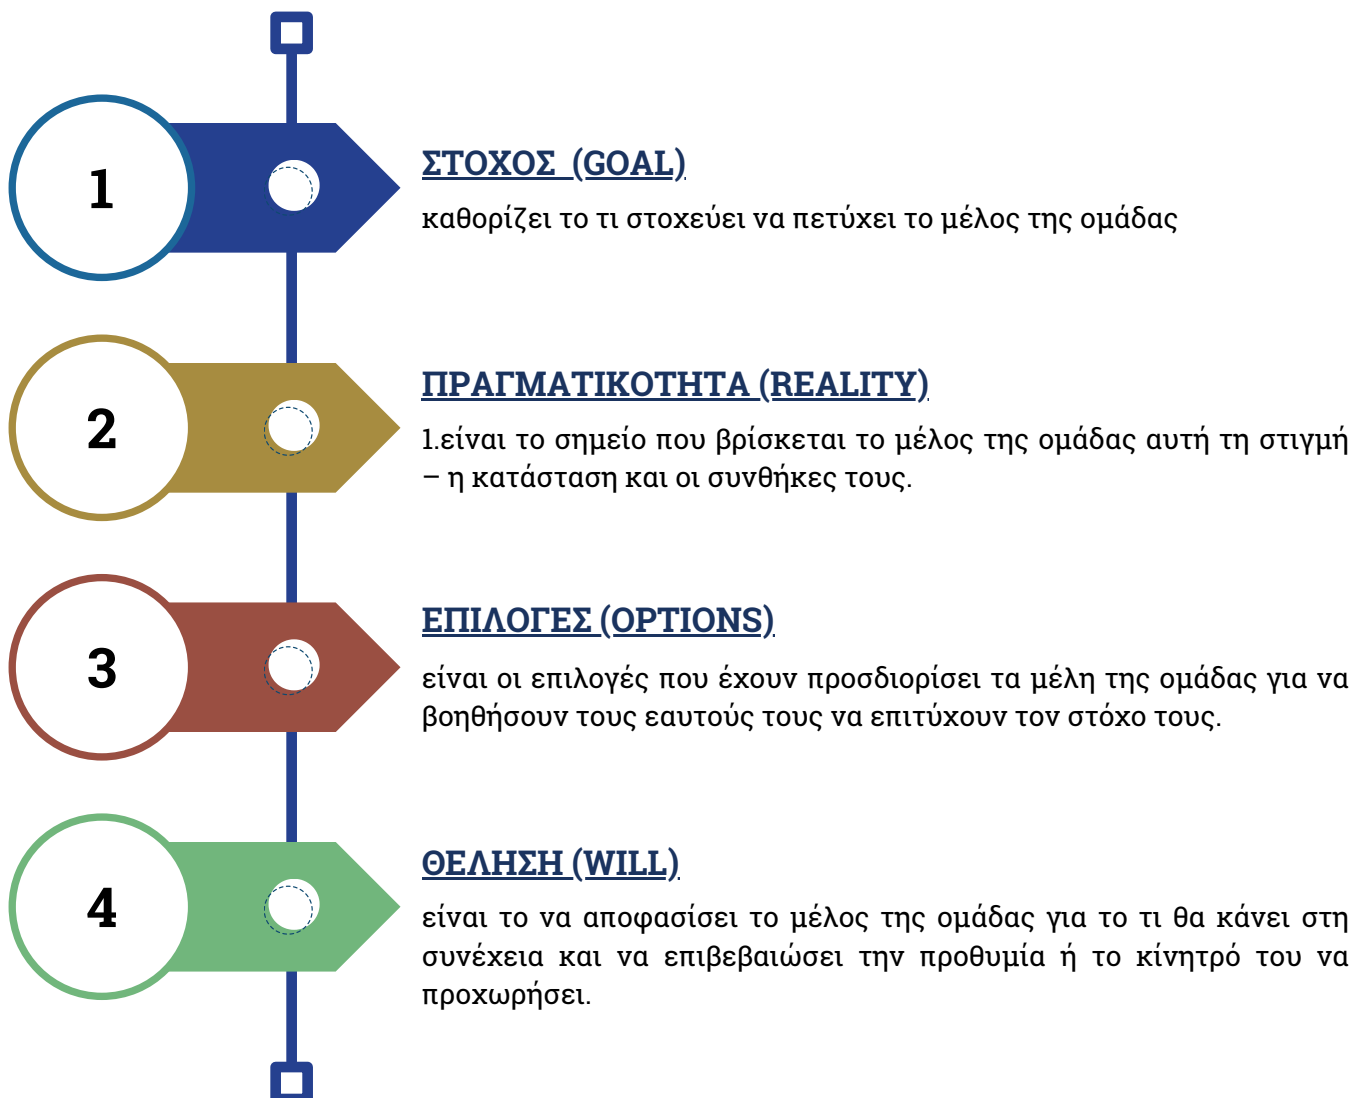 1
ΣΤΟΧΟΣ (GOAL)
καθορίζει το τι στοχεύει να πετύχει το μέλος της ομάδας
2
ΠΡΑΓΜΑΤΙΚΟΤΗΤΑ (REALITY)
1.είναι το σημείο που βρίσκεται το μέλος της ομάδας αυτή τη στιγμή
– η κατάσταση και οι συνθήκες τους.
3
ΕΠΙΛΟΓΕΣ (OPTIONS)
είναι οι επιλογές που έχουν προσδιορίσει τα μέλη της ομάδας για να
βοηθήσουν τους εαυτούς τους να επιτύχουν τον στόχο τους.
4
ΘΕΛΗΣΗ (WILL)
είναι το να αποφασίσει το μέλος της ομάδας για το τι θα κάνει στη
συνέχεια και να επιβεβαιώσει την προθυμία ή το κίνητρό του να
προχωρήσει.